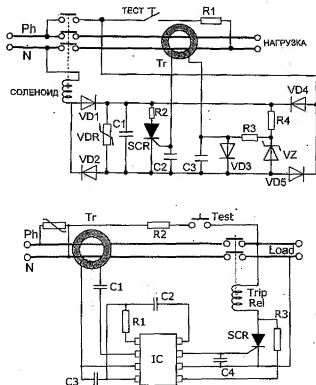 ТЕСТ Т R1
Ph
N
НАГРУЗКА
Tr
СОЛЕНОИД
VD1
VDR
C1
R2
SCR
VD4
R4
R3
VZ
VD2
C2
C3
VD3
VD5
Tr
Ph
N
R2
Test
Load
C1
Trip
Rel
C2
R1
R3
SCR
IC
C4
C3